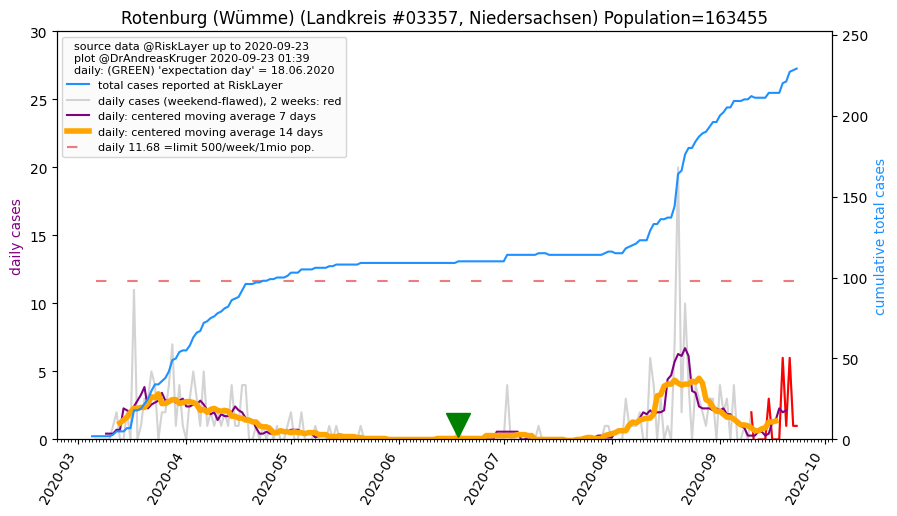 Rotenburg (Wümme) (Landkreis #03357, Niedersachsen) Population=163455
source data @RiskLayer up to 2020-09-23
plot @DrAndreasKruger 2020-09-23 01:39
daily: (GREEN) 'expectation day' = 18.06.2020
total cases reported at RiskLayer
daily cases (weekend-flawed), 2 weeks: red
daily: centered moving average 7 days
daily: centered moving average 14 days
daily 11.68 =limit 500/week/1mio pop.
daily cases
30
25
20
15
10
5
0
250
200
150
100
50
0
cumulative total cases
2020-03
2020-04
2020-05
2020-06
2020-07
2020-08
2020-09
2020-10